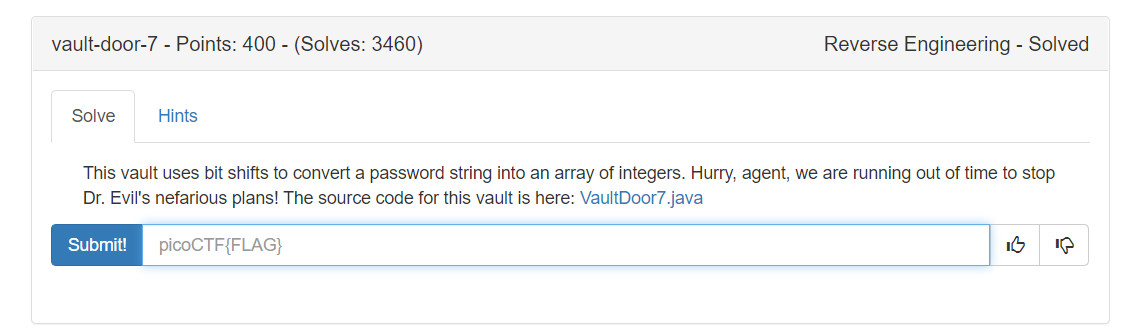 vault-door-7 - Points: 400 - (Solves: 3460)
Reverse Engineering - Solved
Solve
Hints
This vault uses bit shifts to convert a password string into an array of integers. Hurry, agent, we are running out of time to stop
Dr. Evil's nefarious plans! The source code for this vault is here: VaultDoor7.java
Submit!
picoCTF{FLAG}